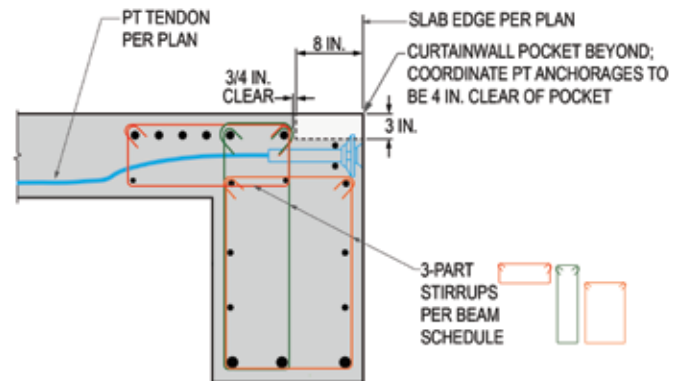 PT TENDON
PER PLAN
8 IN.
SLAB EDGE PER PLAN
CURTAINWALL POCKET BEYOND;
COORDINATE PT ANCHORAGES TO
BE 4 IN. CLEAR OF POCKET
3/4 IN.
CLEAR
3 IN.
3-PART
STIRRUPS
PER BEAM
SCHEDULE